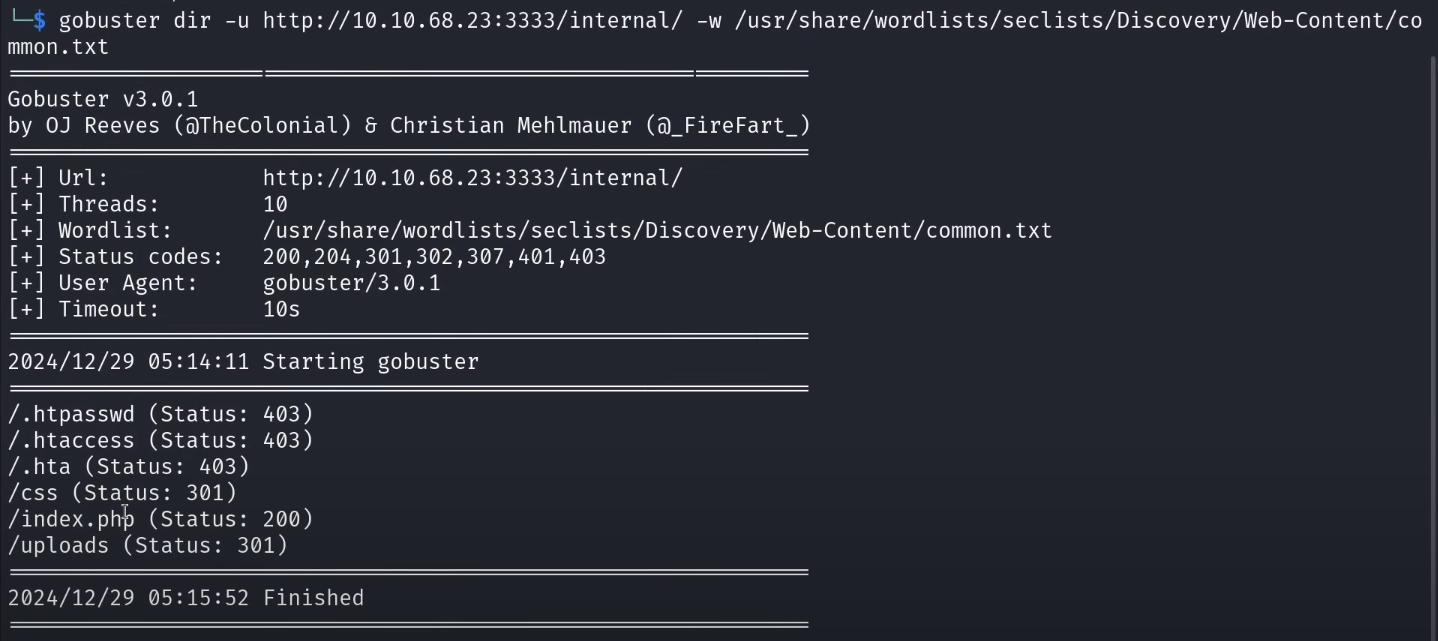 └─$ gobuster dir -u http://10.10.68.23:3333/internal/ -w /usr/share/wordlists/seclists/Discovery/Web-Content/co
mmon.txt
===============================================================
Gobuster v3.0.1
by OJ Reeves (@TheColonial) & Christian Mehlmauer (@_FireFart_)
===============================================================
[+] Url:            http://10.10.68.23:3333/internal/
[+] Threads:        10
[+] Wordlist:       /usr/share/wordlists/seclists/Discovery/Web-Content/common.txt
[+] Status codes:   200,204,301,302,307,401,403
[+] User Agent:     gobuster/3.0.1
[+] Timeout:        10s
===============================================================
2024/12/29 05:14:11 Starting gobuster
===============================================================
/.htpasswd (Status: 403)
/.htaccess (Status: 403)
/.hta (Status: 403)
/css (Status: 301)
/index.php (Status: 200)
/uploads (Status: 301)
===============================================================
2024/12/29 05:15:52 Finished
===============================================================